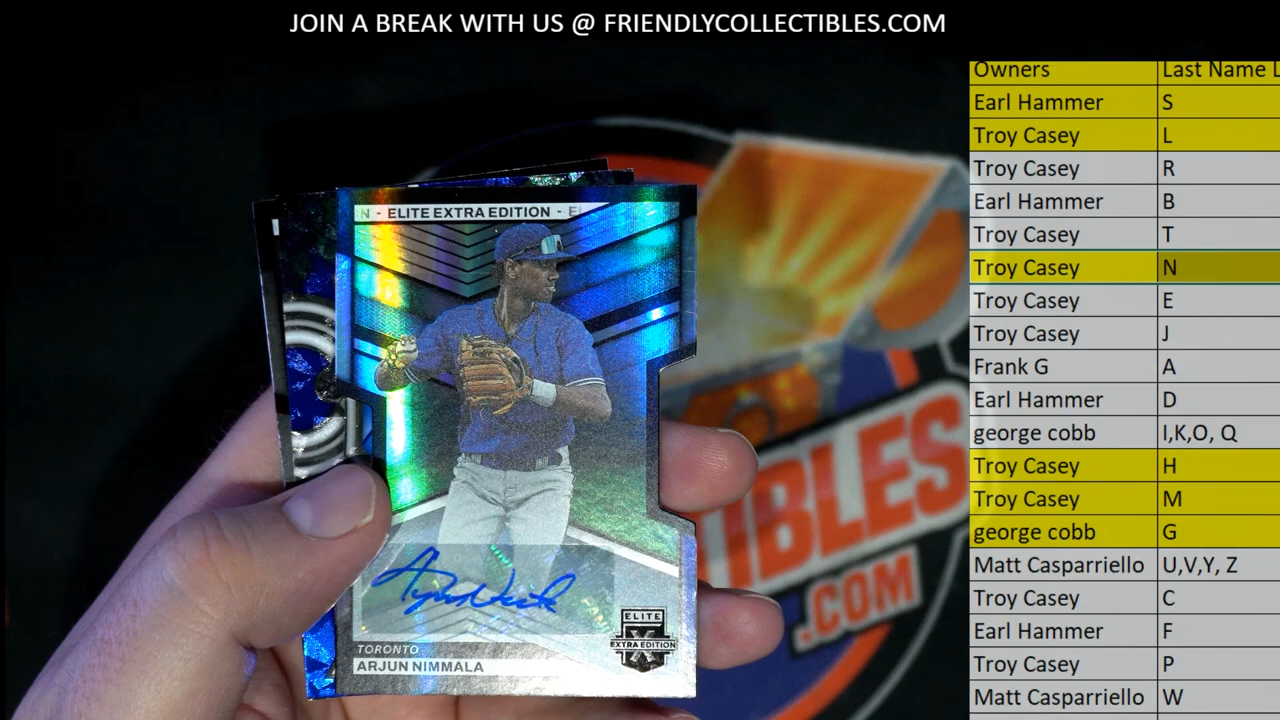 JOIN A BREAK WITH US @ FRIENDLYCOLLECTIBLES.COM
Owners Last Name L
Earl Hammer S
Troy Casey L
Troy Casey R
Earl Hammer B
Troy Casey T
Troy Casey N
Troy Casey E
Troy Casey J
Frank G A
Earl Hammer D
george cobb I,K,O, Q
Troy Casey H
Troy Casey M
george cobb G
Matt Casparriello U,V,Y, Z
Troy Casey C
Earl Hammer F
Troy Casey P
Matt Casparriello W
N - ELITE EXTRA EDITION - EL
TORONTO
ARJUN NIMMALA
ELITE
X
EXTRA EDITION
TIBLES
.COM